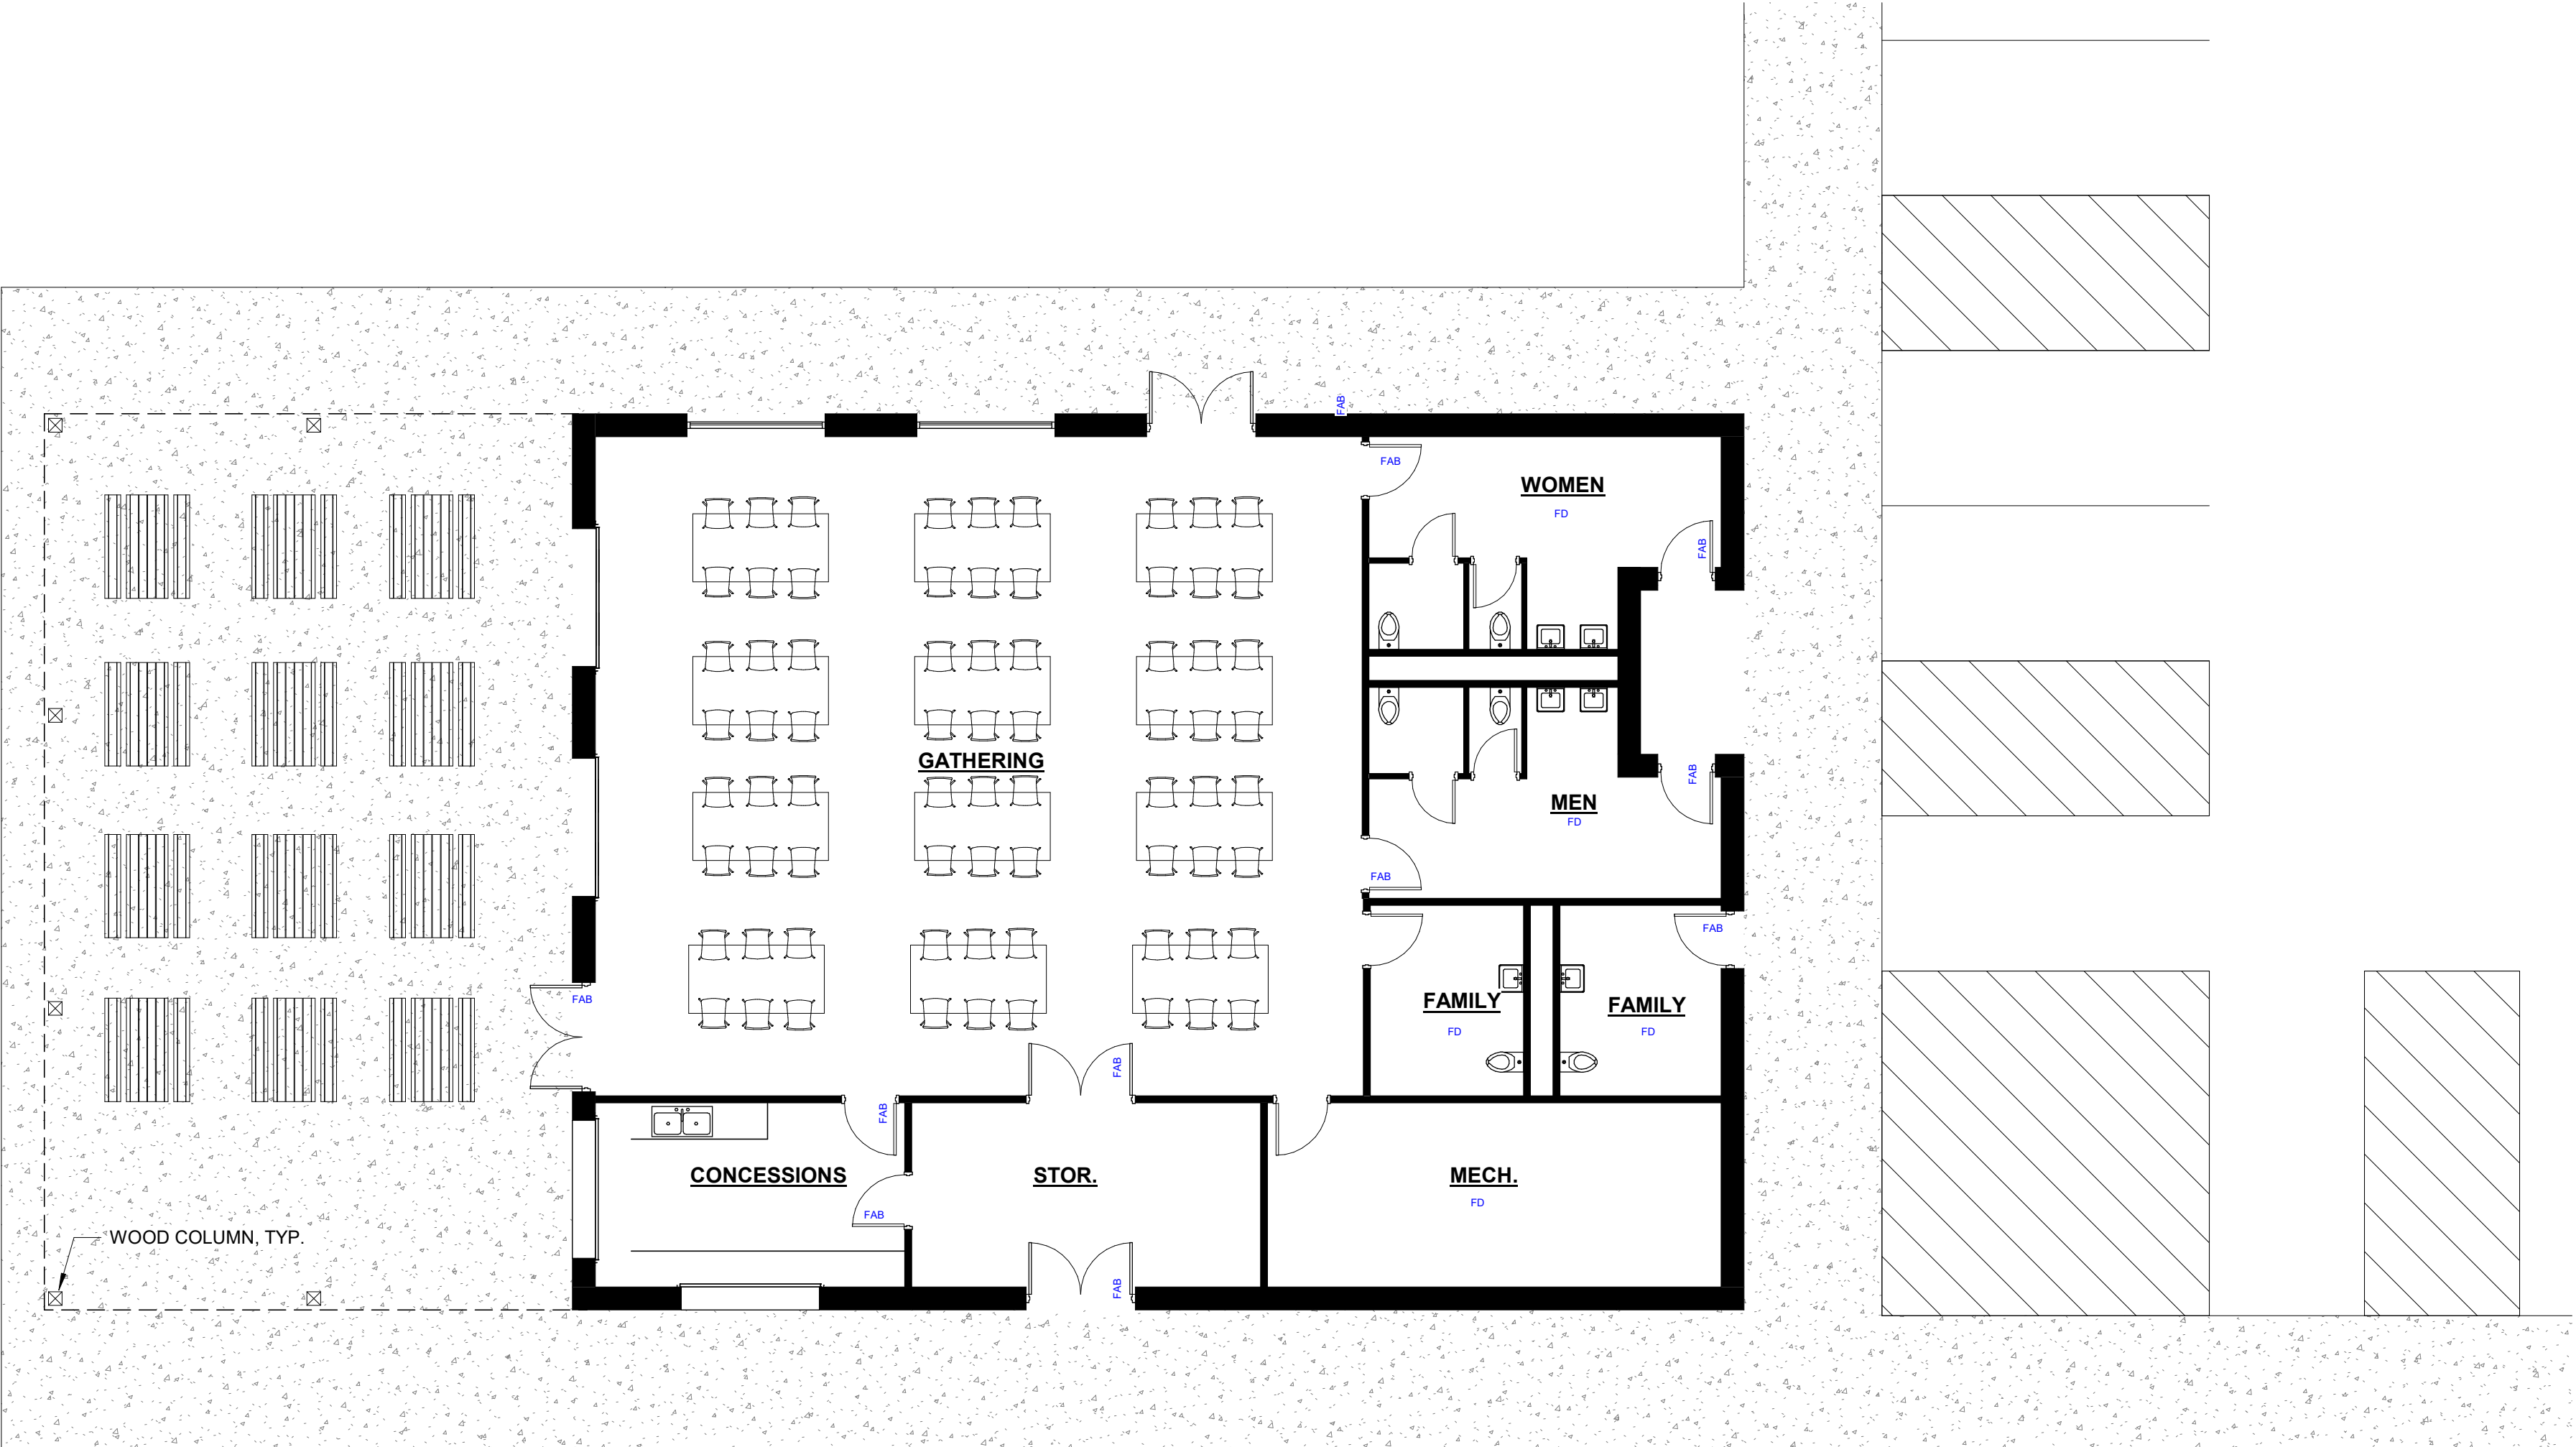 FAB
FAB
WOMEN
FD
FAB
GATHERING
FAB
MEN
FD
FAB
FAB
FAB
FAMILY
FAMILY
FD
FD
FAB
FAB
CONCESSIONS
STOR.
MECH.
FD
FAB
WOOD COLUMN, TYP.
FAB